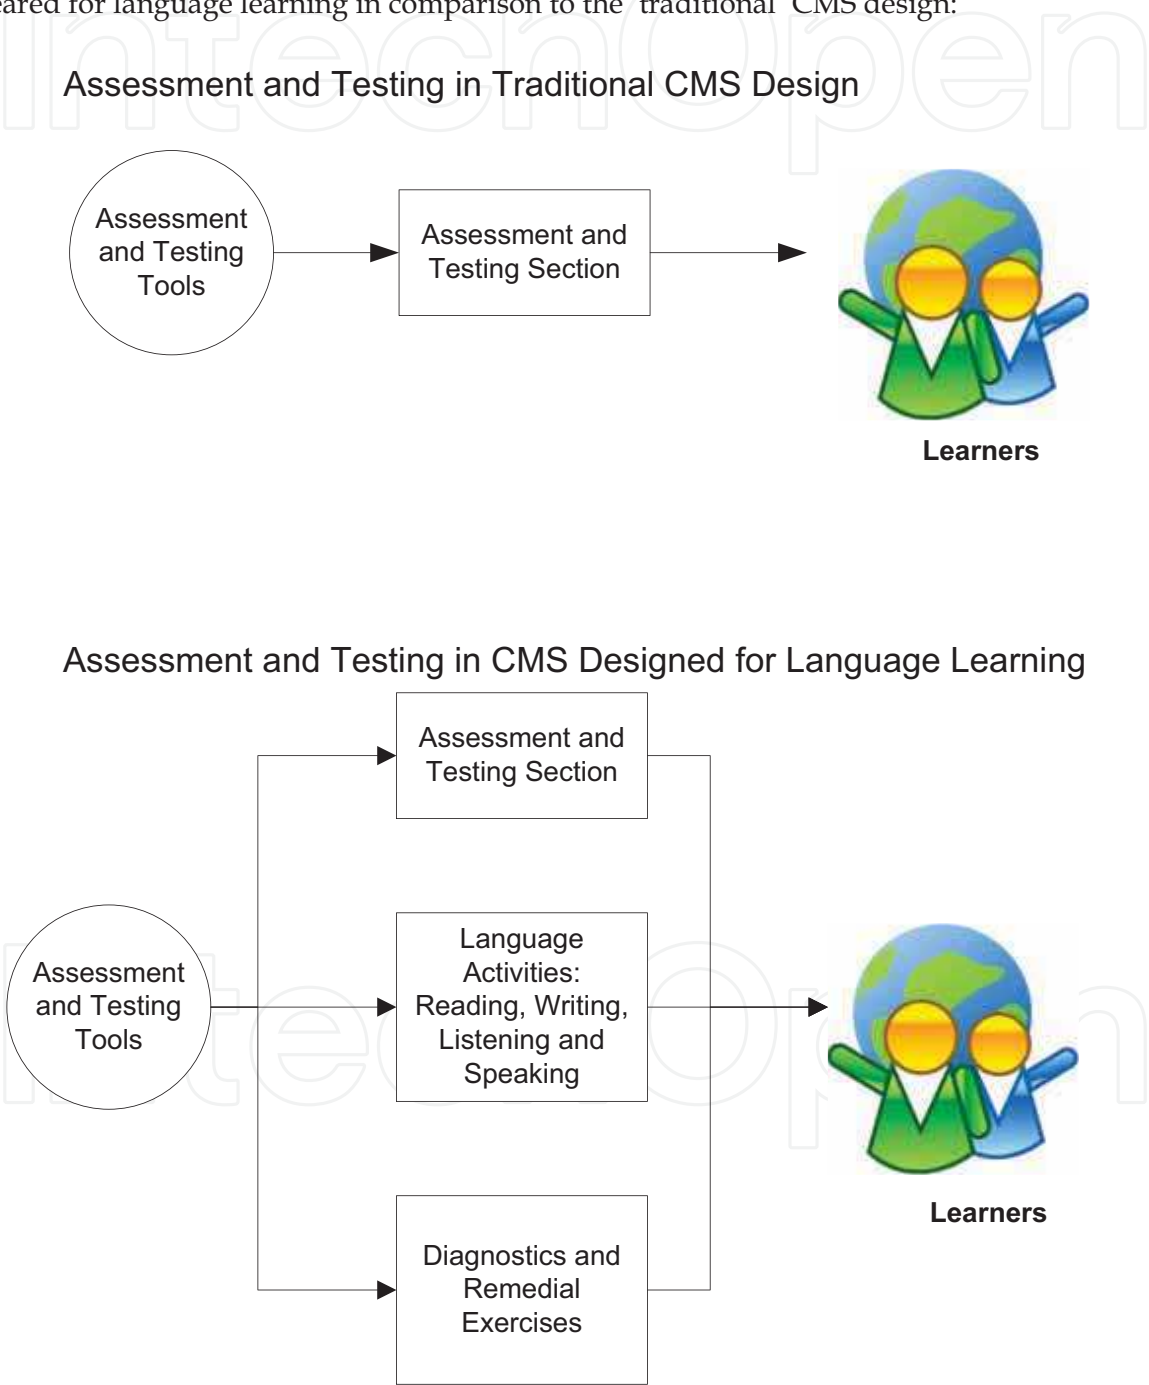 eared for language learning in comparison to the "traditional" CMS design:
Assessment and Testing in Traditional CMS Design
Assessment
and Testing
Tools
Assessment and
Testing Section
Learners
Assessment and Testing in CMS Designed for Language Learning
Assessment and
Testing Section
Assessment
and Testing
Tools
Language
Activities:
Reading, Writing,
Listening and
Speaking
Diagnostics and
Remedial
Exercises
Learners
IntechOpen
IntechOpen